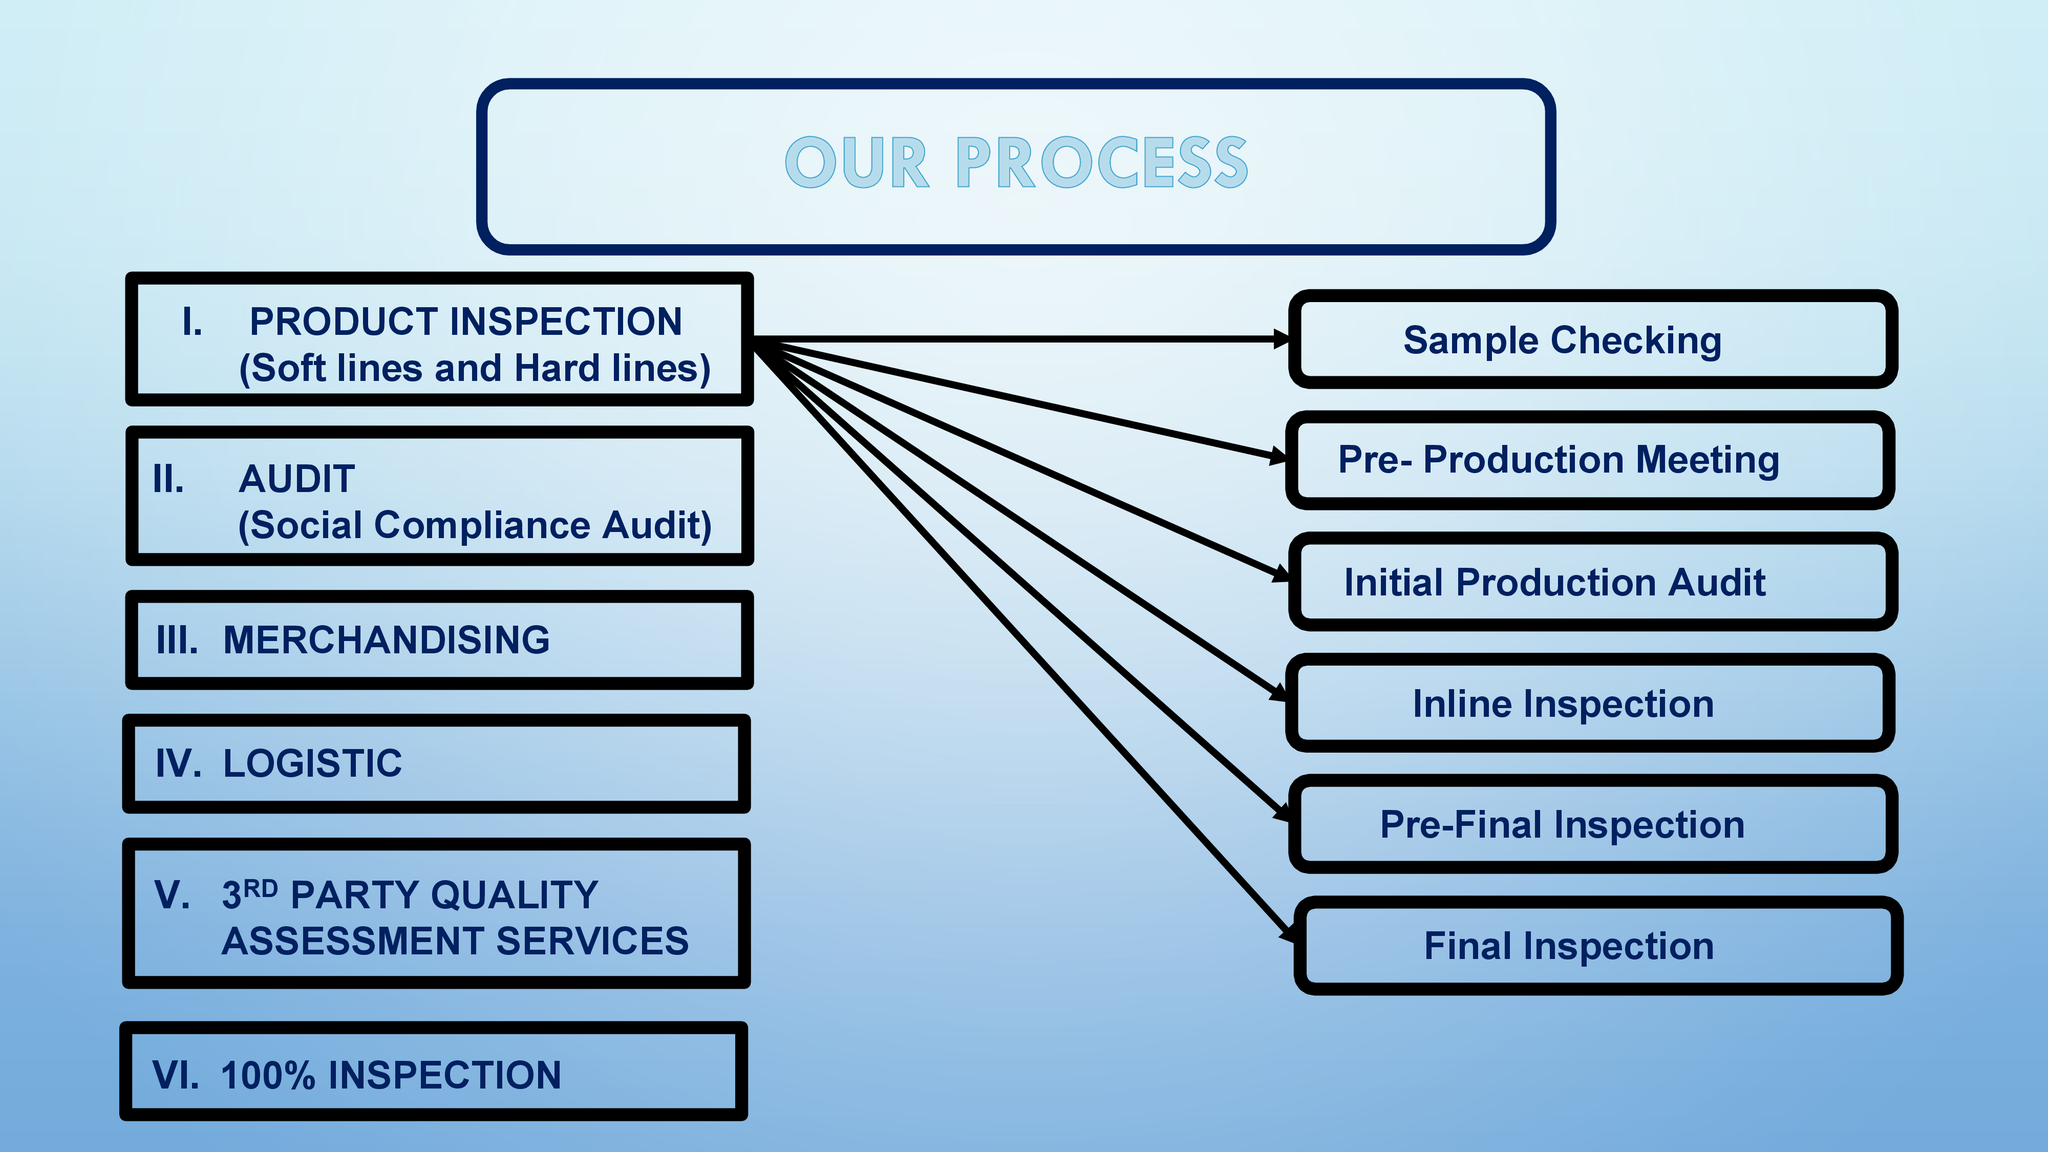 OUR PROCESS
I. PRODUCT INSPECTION
(Soft lines and Hard lines)
II. AUDIT
(Social Compliance Audit)
III. MERCHANDISING
IV. LOGISTIC
V. 3RD PARTY QUALITY
ASSESSMENT SERVICES
VI. 100% INSPECTION
Sample Checking
Pre- Production Meeting
Initial Production Audit
Inline Inspection
Pre-Final Inspection
Final Inspection